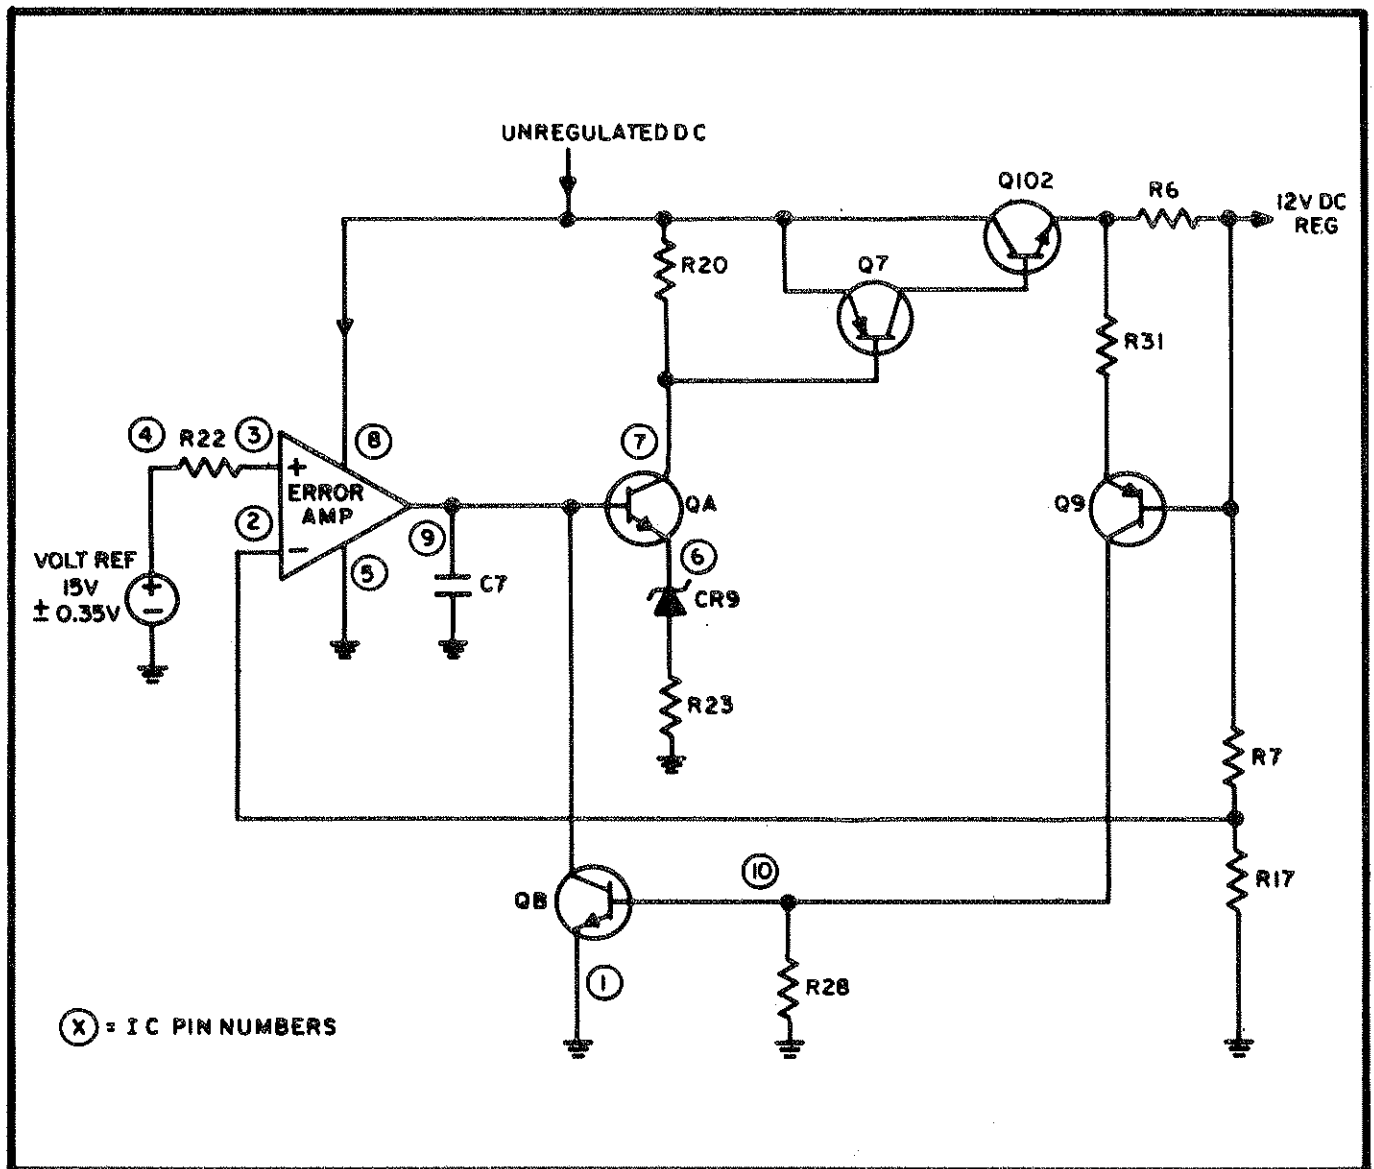 UNREGULATED DC
Q102
R6
12V DC
REG
R20
Q7
R31
4
R22
3
8
7
+
ERROR
AMP
QA
Q9
2
−
9
6
VOLT REF
15V
± 0.35V
+
−
5
C7
CR9
R23
R7
10
R17
QB
1
R28
X = IC PIN NUMBERS